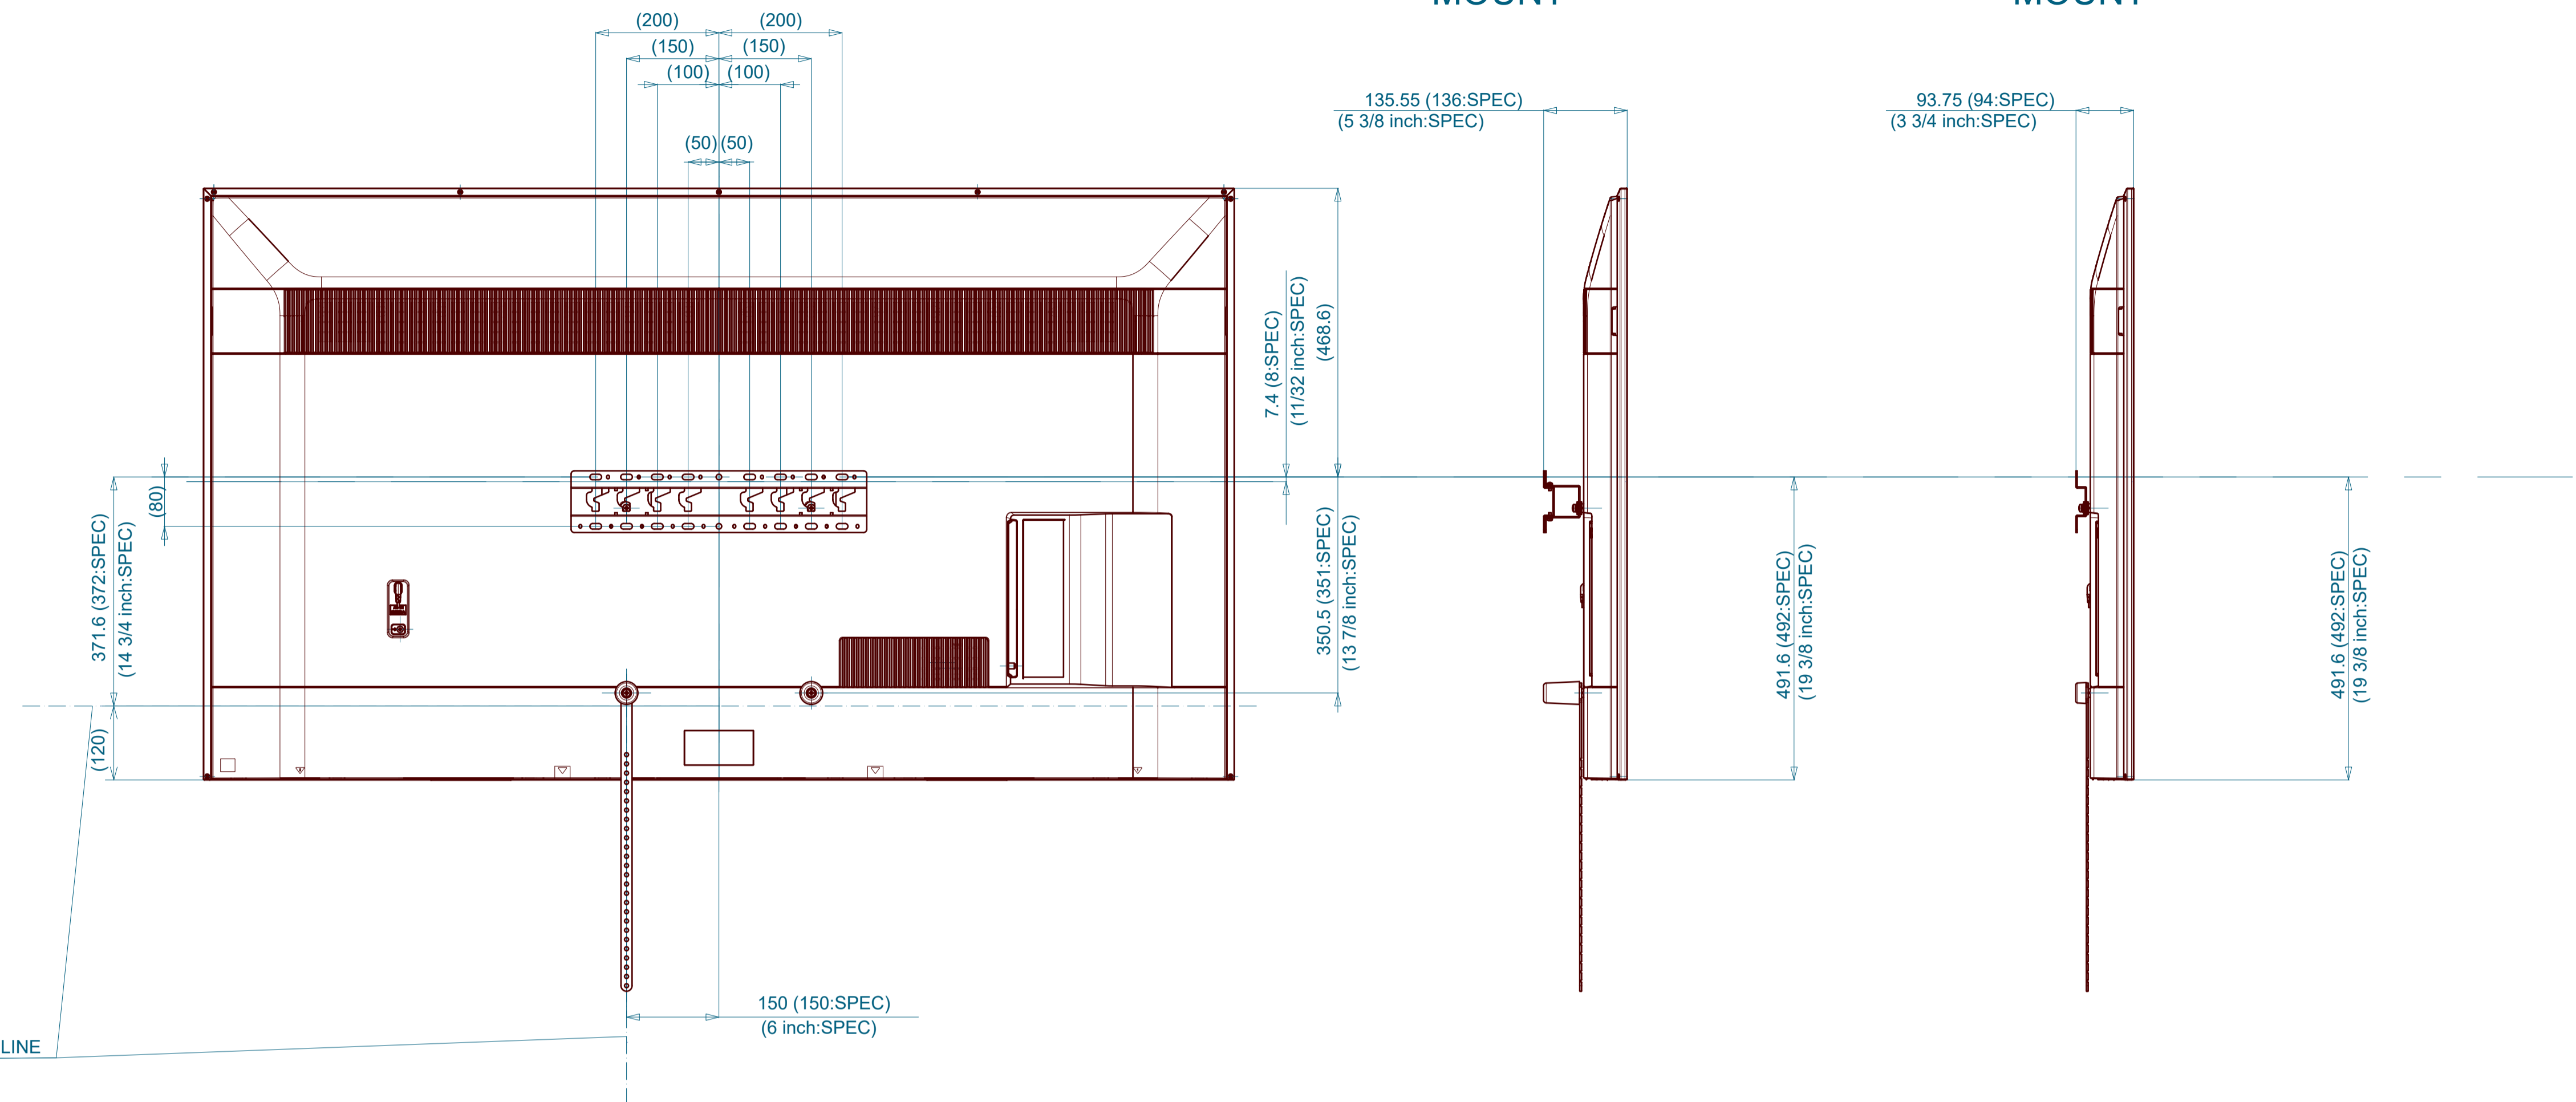 MOUNT
MOUNT
(200)
(200)
(150)
(150)
(100)
(100)
(50)
(50)
135.55 (136:SPEC)
(5 3/8 inch:SPEC)
93.75 (94:SPEC)
(3 3/4 inch:SPEC)
7.4 (8:SPEC)
(11/32 inch:SPEC)
(468.6)
(80)
371.6 (372:SPEC)
(14 3/4 inch:SPEC)
(120)
350.5 (351:SPEC)
(13 7/8 inch:SPEC)
491.6 (492:SPEC)
(19 3/8 inch:SPEC)
491.6 (492:SPEC)
(19 3/8 inch:SPEC)
150 (150:SPEC)
(6 inch:SPEC)
LINE